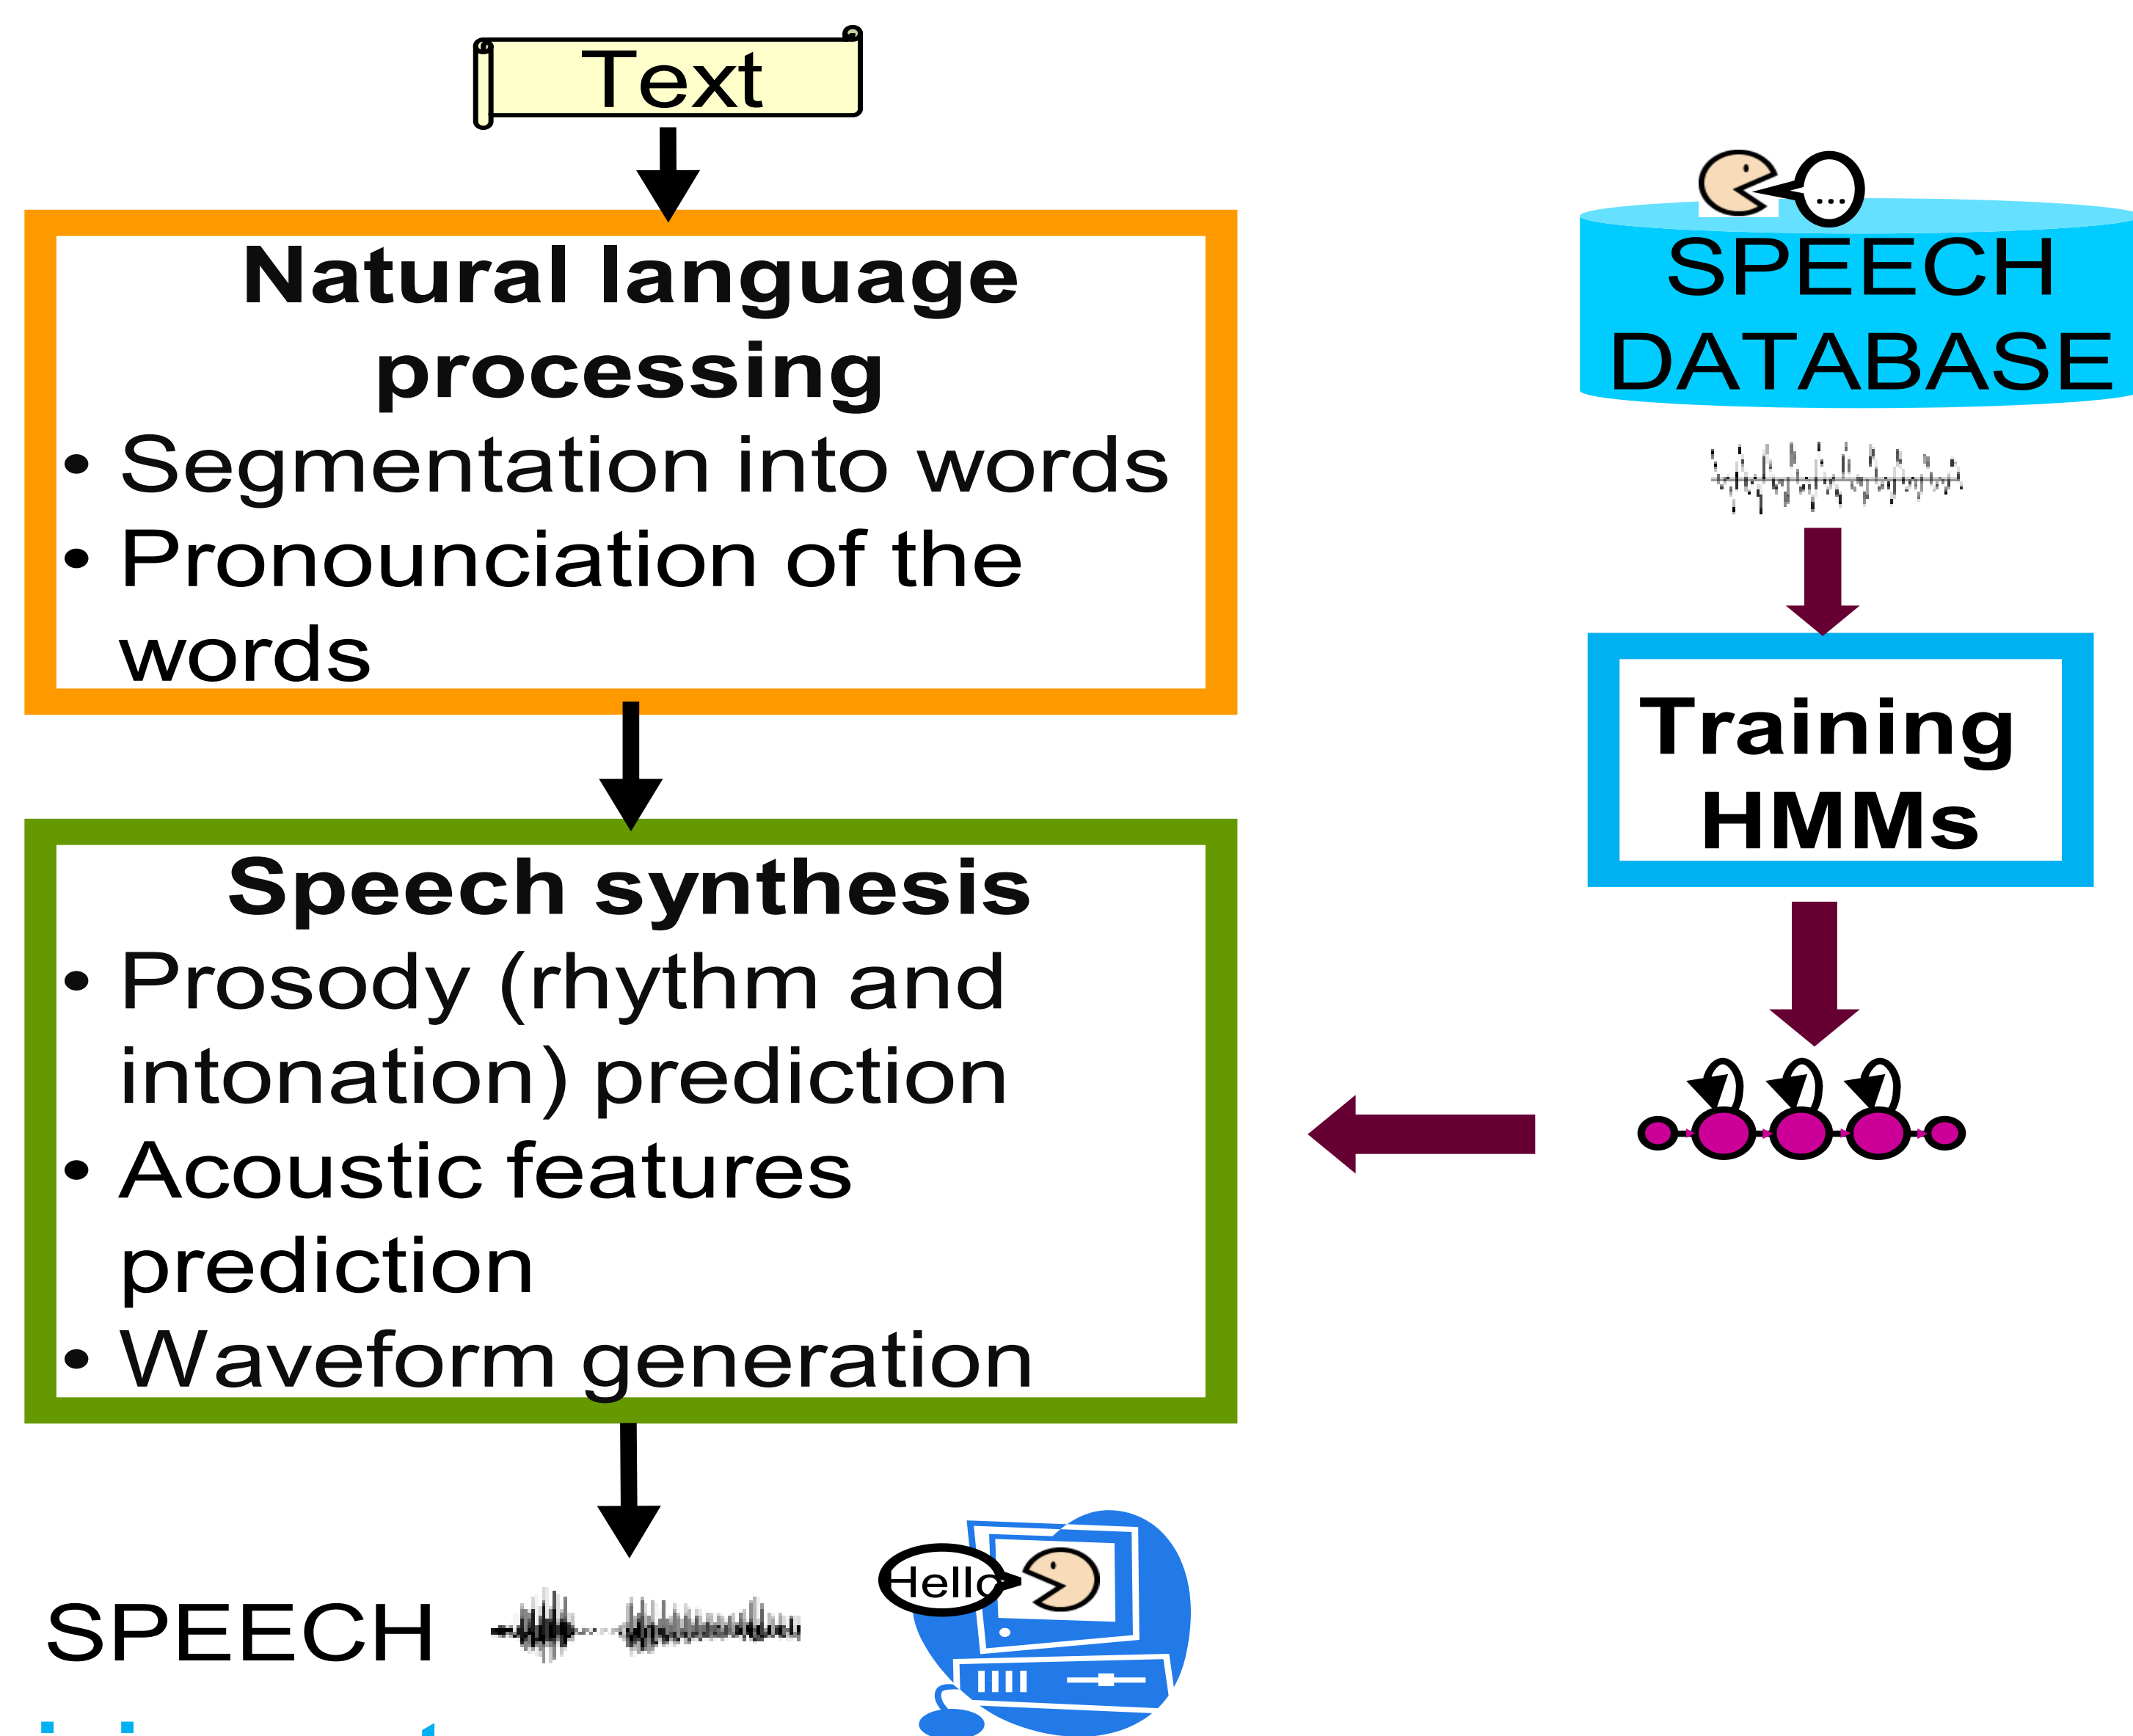 Text
Natural language
processing
• Segmentation into words
• Pronounciation of the
words
Speech synthesis
• Prosody (rhythm and
intonation) prediction
• Acoustic features
prediction
• Waveform generation
SPEECH
Hello
...
SPEECH
DATABASE
Training
HMMs